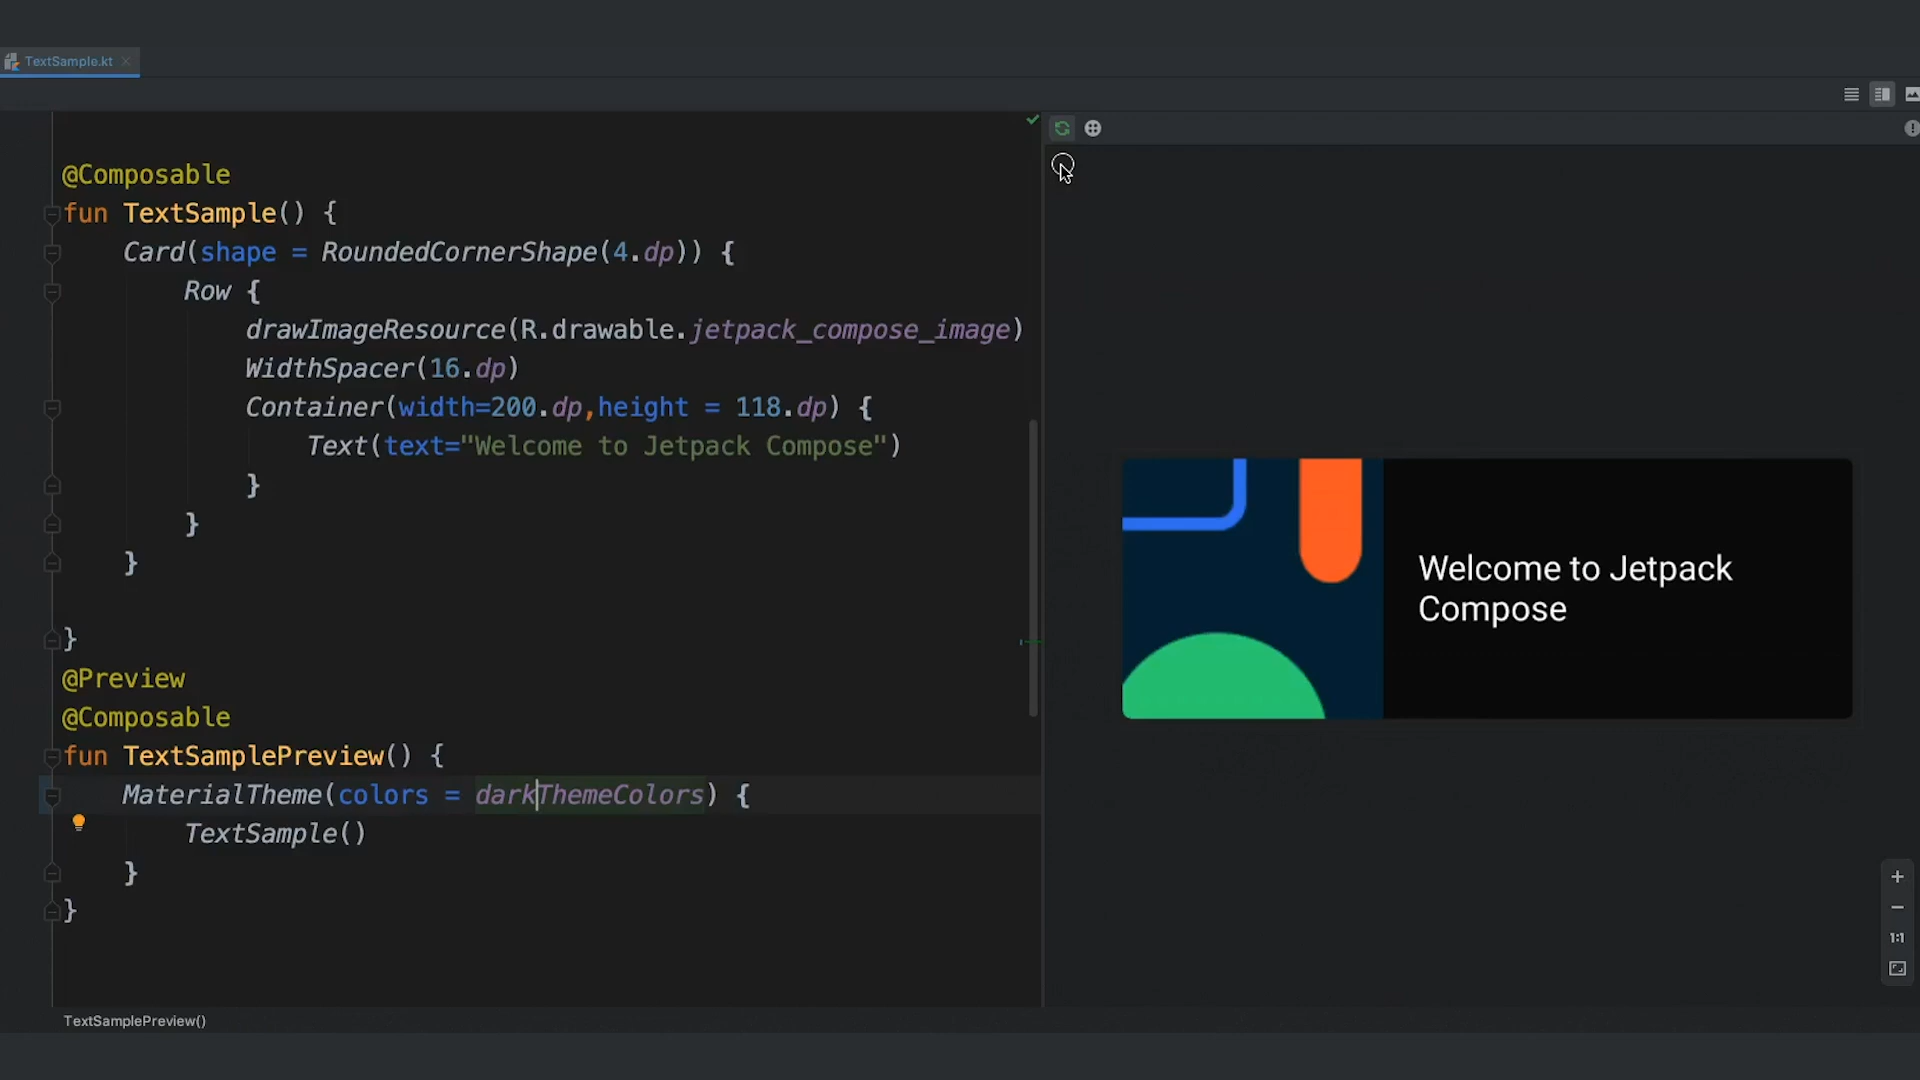 TextSample.kt
@Composable
fun TextSample() {
Card(shape = RoundedCornerShape(4.dp)) {
Row {
drawImageResource(R.drawable.jetpack_compose_image)
WidthSpacer(16.dp)
Container(width=200.dp,height = 118.dp) {
Text(text="Welcome to Jetpack Compose")
}
}
}
}
@Preview
@Composable
fun TextSamplePreview() {
MaterialTheme(colors = darkThemeColors) {
TextSample()
}
}
TextSamplePreview()
Welcome to Jetpack
Compose
1:1